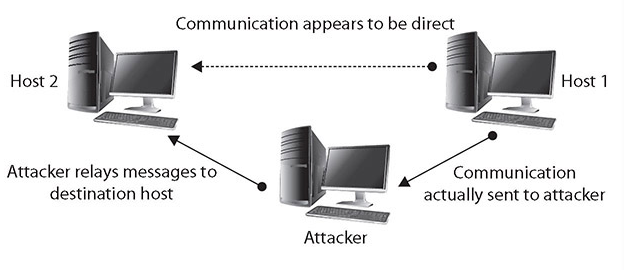 Communication appears to be direct
Host 2
Host 1
Attacker relays messages to
destination host
Communication
actually sent to attacker
Attacker